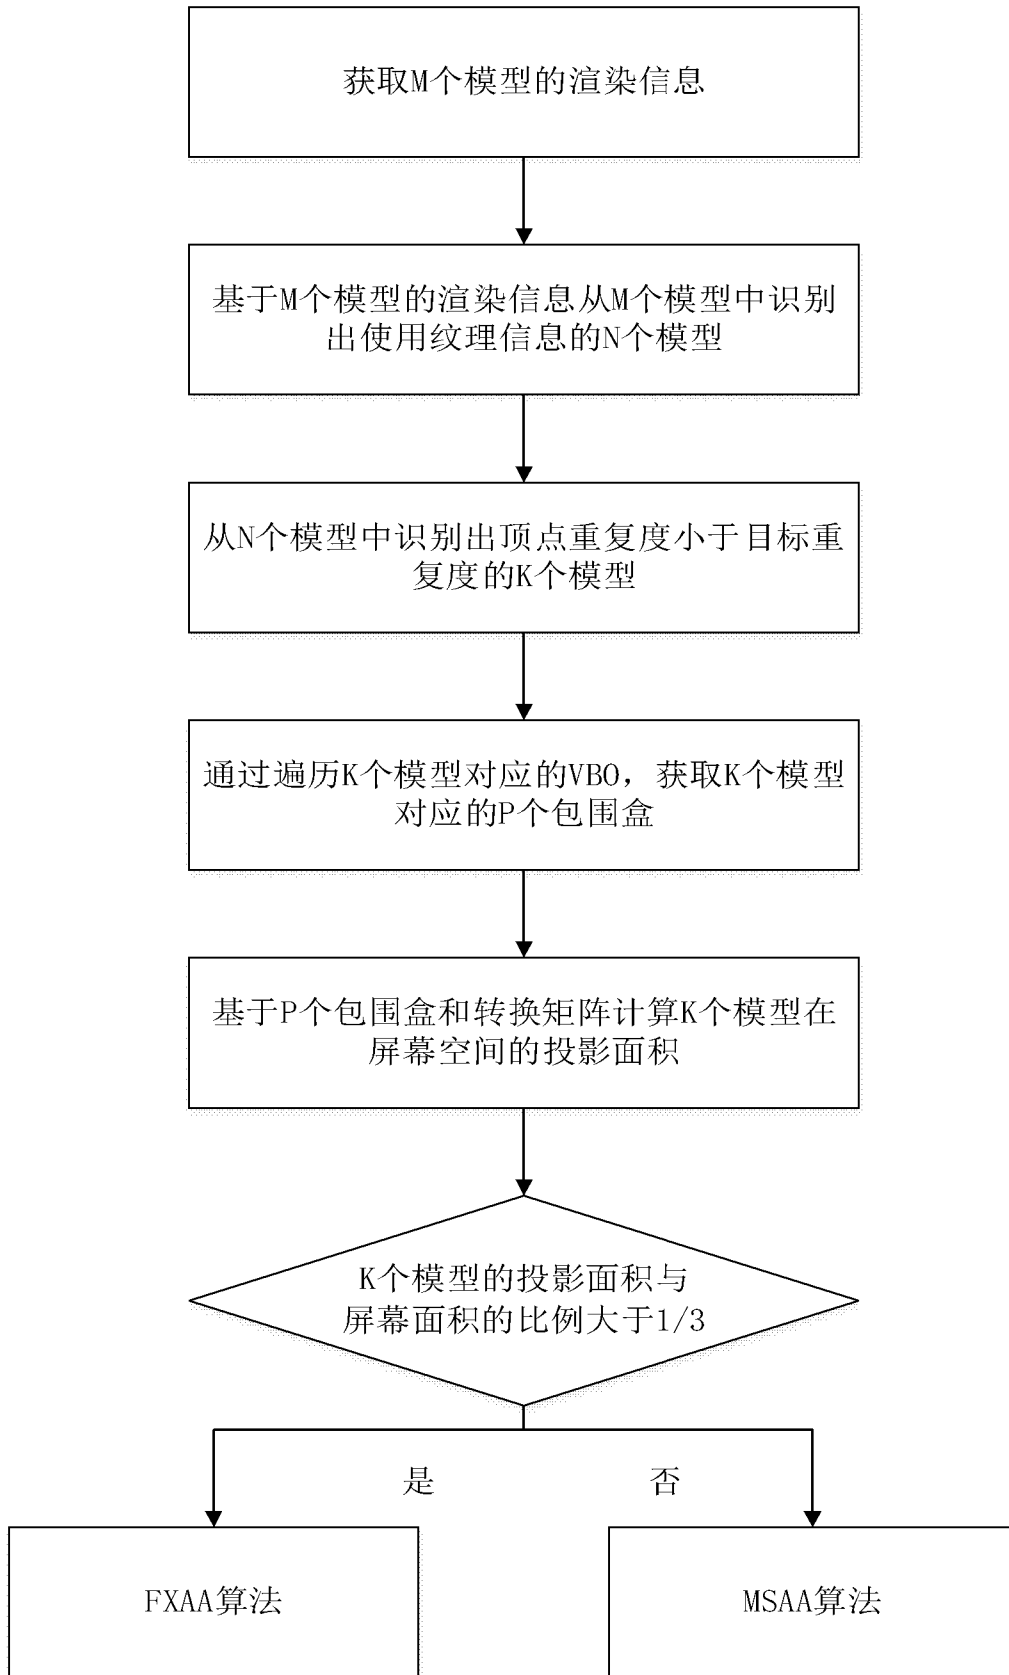 获取M个模型的渲染信息
基于M个模型的渲染信息从M个模型中识别
出使用纹理信息的N个模型
从N个模型中识别出顶点重复度小于目标重
复度的K个模型
通过遍历K个模型对应的VBO，获取K个模型
对应的P个包围盒
基于P个包围盒和转换矩阵计算K个模型在
屏幕空间的投影面积
K个模型的投影面积与
屏幕面积的比例大于1/3
是
否
FXAA算法
MSAA算法